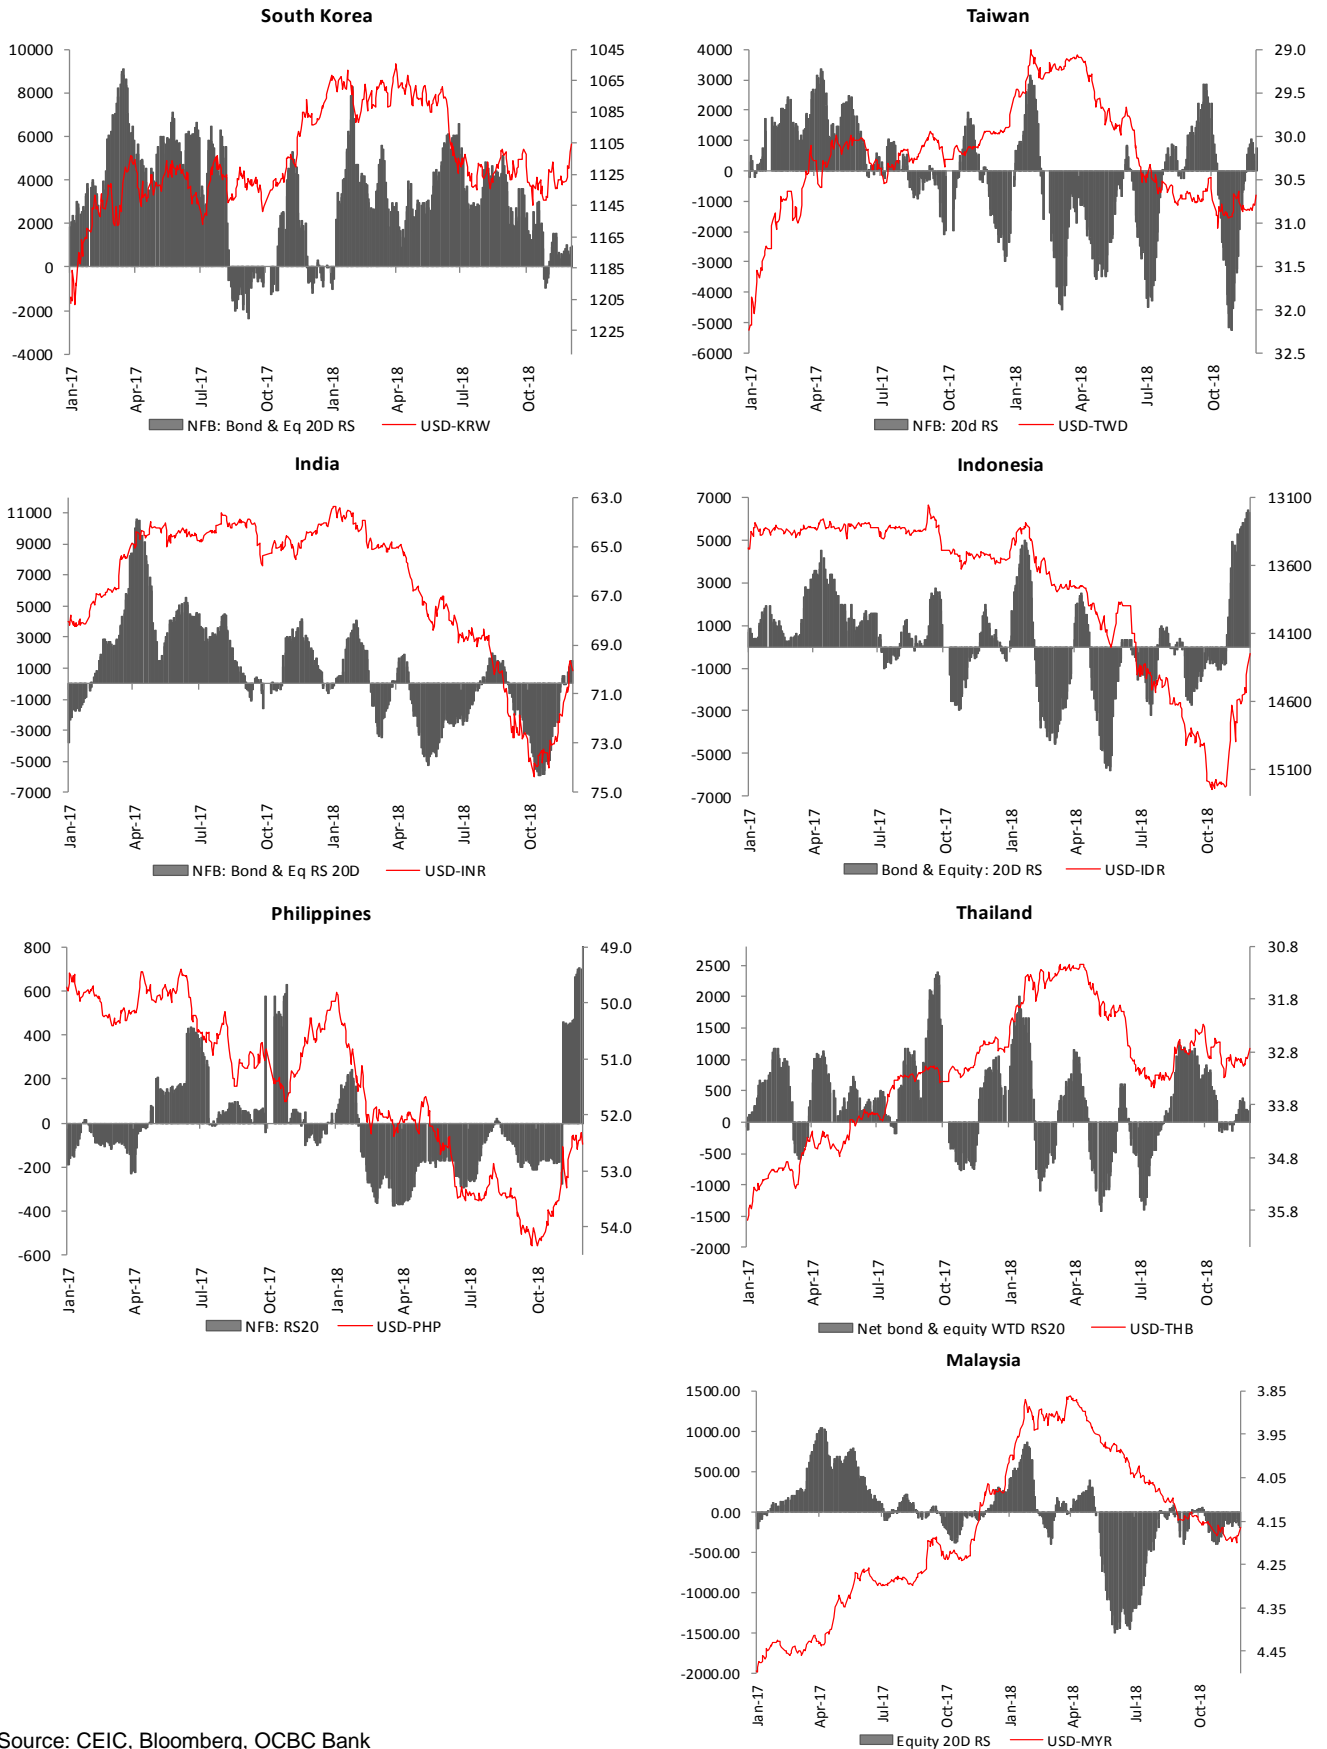 South Korea
10000
8000
6000
4000
2000
0
-2000
-4000
1045
1065
1085
1105
1125
1145
1165
1185
1205
1225
Jan-17
Apr-17
Jul-17
Oct-17
Jan-18
Apr-18
Jul-18
Oct-18
NFB: Bond & Eq 20D RS
USD-KRW
Taiwan
4000
3000
2000
1000
0
-1000
-2000
-3000
-4000
-5000
-6000
29.0
29.5
30.0
30.5
31.0
31.5
32.0
32.5
Jan-17
Apr-17
Jul-17
Oct-17
Jan-18
Apr-18
Jul-18
Oct-18
NFB: 20d RS
USD-TWD
India
11000
9000
7000
5000
3000
1000
-1000
-3000
-5000
-7000
63.0
65.0
67.0
69.0
71.0
73.0
75.0
Jan-17
Apr-17
Jul-17
Oct-17
Jan-18
Apr-18
Jul-18
Oct-18
NFB: Bond & Eq RS 20D
USD-INR
Indonesia
7000
5000
3000
1000
-1000
-3000
-5000
-7000
13100
13600
14100
14600
15100
Jan-17
Apr-17
Jul-17
Oct-17
Jan-18
Apr-18
Jul-18
Oct-18
Bond & Equity: 20D RS
USD-IDR
Philippines
800
600
400
200
0
-200
-400
-600
49.0
50.0
51.0
52.0
53.0
54.0
Jan-17
Apr-17
Jul-17
Oct-17
Jan-18
Apr-18
Jul-18
Oct-18
NFB: RS20
USD-PHP
Thailand
2500
2000
1500
1000
500
0
-500
-1000
-1500
-2000
30.8
31.8
32.8
33.8
34.8
35.8
Jan-17
Apr-17
Jul-17
Oct-17
Jan-18
Apr-18
Jul-18
Oct-18
Net bond & equity WTD RS20
USD-THB
Malaysia
1500.00
1000.00
500.00
0.00
-500.00
-1000.00
-1500.00
-2000.00
3.85
3.95
4.05
4.15
4.25
4.35
4.45
Jan-17
Apr-17
Jul-17
Oct-17
Jan-18
Apr-18
Jul-18
Oct-18
Equity 20D RS
USD-MYR
Source: CEIC, Bloomberg, OCBC Bank